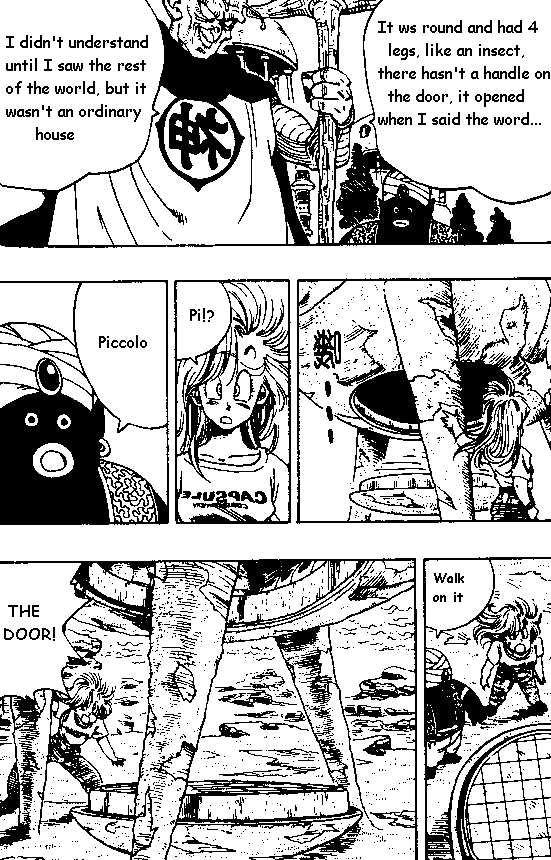 I didn't understand
until I saw the rest
of the world, but it
wasn't an ordinary
house
It ws round and had 4
legs, like an insect,
there hasn't a handle on
the door, it opened
when I said the word...
神
Piccolo
Pi!?
CAPSULE
THE
DOOR!
Walk
on it